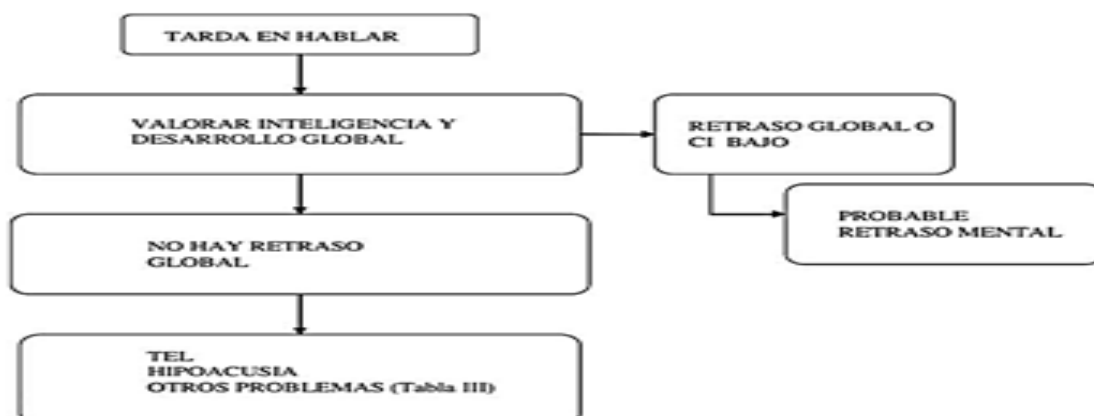 TARDA EN HABLAR
VALORAR INTELIGENCIA Y
DESARROLLO GLOBAL
RETRASO GLOBAL O
CI BAJO
PROBABLE
RETRASO MENTAL
NO HAY RETRASO
GLOBAL
TEL
HIPOACUSIA
OTROS PROBLEMAS (Tabla III)